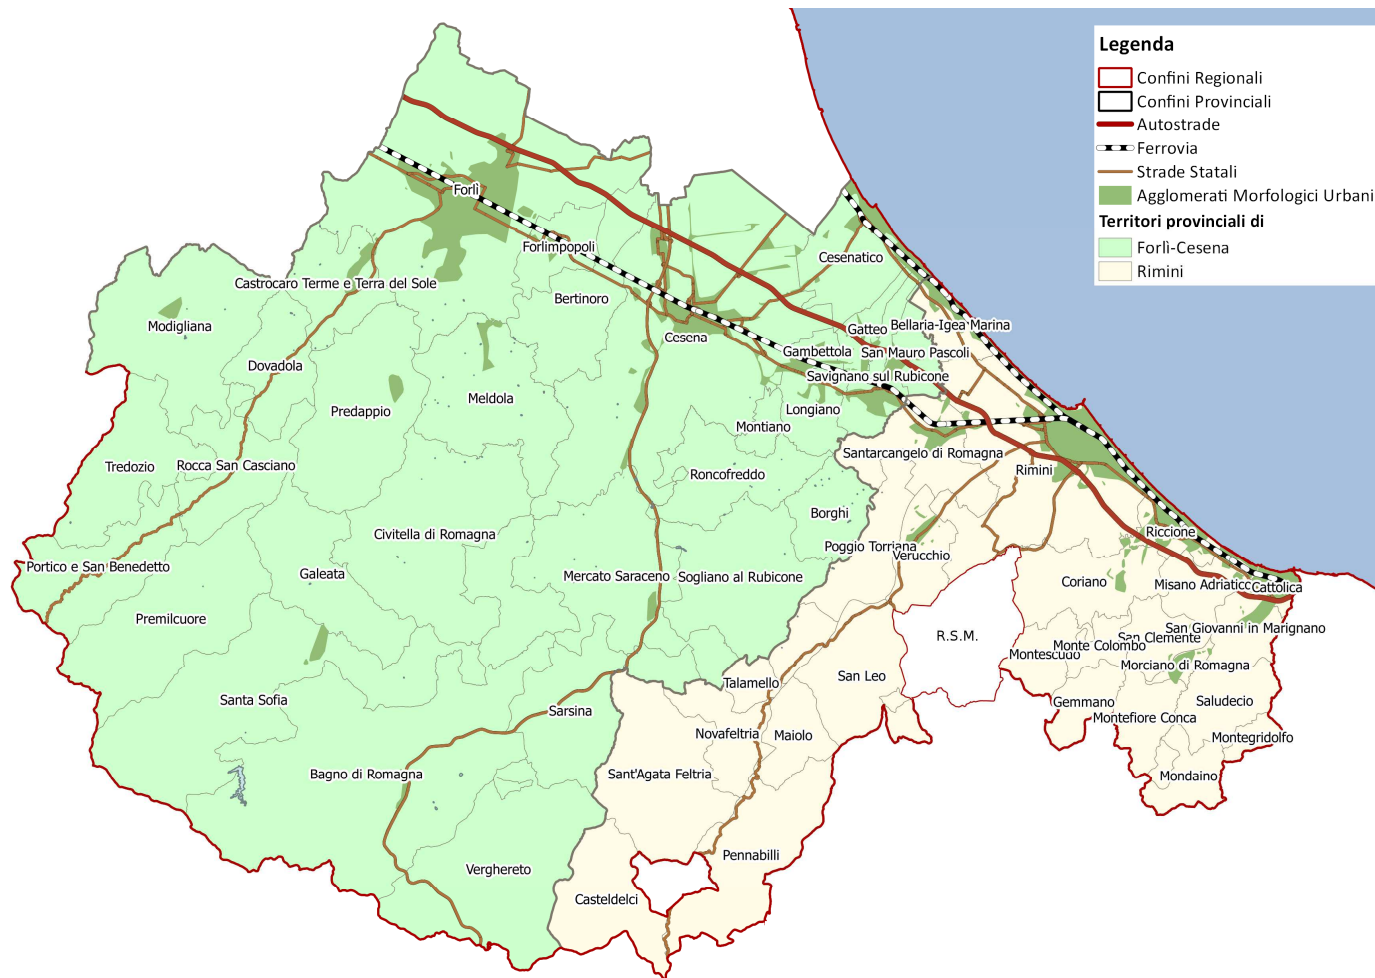 Legenda
Confini Regionali
Confini Provinciali
Autostrade
Ferrovia
Strade Statali
Agglomerati Morfologici Urbani
Territori provinciali di
Forlì-Cesena
Rimini
Forlì
Forlimpopoli
Cesenatico
Castrocaro Terme e Terra del Sole
Bertinoro
Modigliana
Cesena
Gatteo
Bellaria-Igea Marina
Gambettola
San Mauro Pascoli
Dovadola
Savignano sul Rubicone
Predappio
Meldola
Longiano
Montiano
Tredozio
Rocca San Casciano
Santarcangelo di Romagna
Roncofreddo
Rimini
Borghi
Civitella di Romagna
Riccione
Poggio Torriana
Verucchio
Portico e San Benedetto
Galeata
Mercato Saraceno
Sogliano al Rubicone
Coriano
Misano Adriatico
Cattolica
Premilcuore
R.S.M.
San Giovanni in Marignano
San Clemente
Monte Colombo
Montescudo
Morciano di Romagna
San Leo
Talamello
Santa Sofia
Gemmano
Saludecio
Sarsina
Montefiore Conca
Novafeltria
Maiolo
Montegridolfo
Bagno di Romagna
Sant'Agata Feltria
Mondaino
Pennabilli
Verghereto
Casteldelci